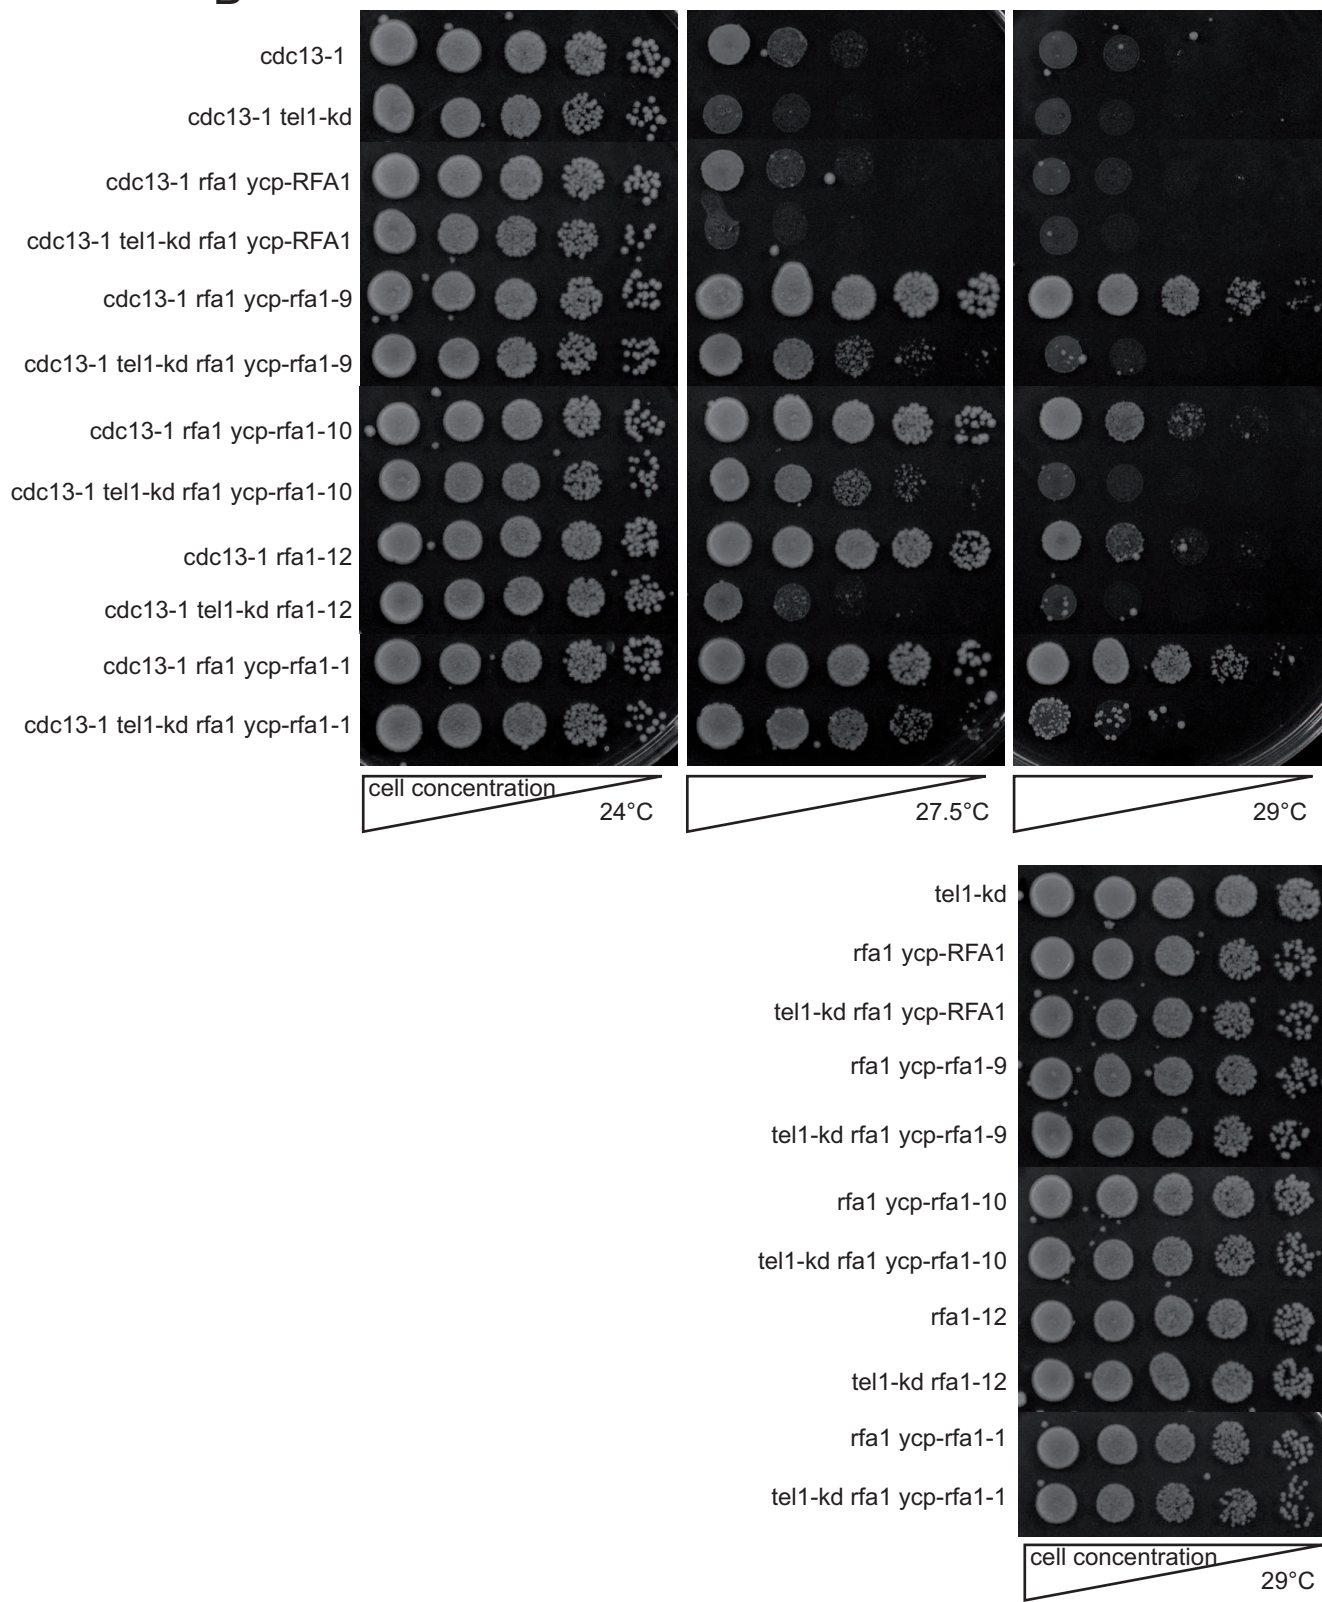 cdc13-1
cdc13-1 tel1-kd
cdc13-1 rfa1 ycp-RFA1
cdc13-1 tel1-kd rfa1 ycp-RFA1
cdc13-1 rfa1 ycp-rfa1-9
cdc13-1 tel1-kd rfa1 ycp-rfa1-9
cdc13-1 rfa1 ycp-rfa1-10
cdc13-1 tel1-kd rfa1 ycp-rfa1-10
cdc13-1 rfa1-12
cdc13-1 tel1-kd rfa1-12
cdc13-1 rfa1 ycp-rfa1-1
cdc13-1 tel1-kd rfa1 ycp-rfa1-1
cell concentration
24°C
27.5°C
29°C
tel1-kd
rfa1 ycp-RFA1
tel1-kd rfa1 ycp-RFA1
rfa1 ycp-rfa1-9
tel1-kd rfa1 ycp-rfa1-9
rfa1 ycp-rfa1-10
tel1-kd rfa1 ycp-rfa1-10
rfa1-12
tel1-kd rfa1-12
rfa1 ycp-rfa1-1
tel1-kd rfa1 ycp-rfa1-1
cell concentration
29°C